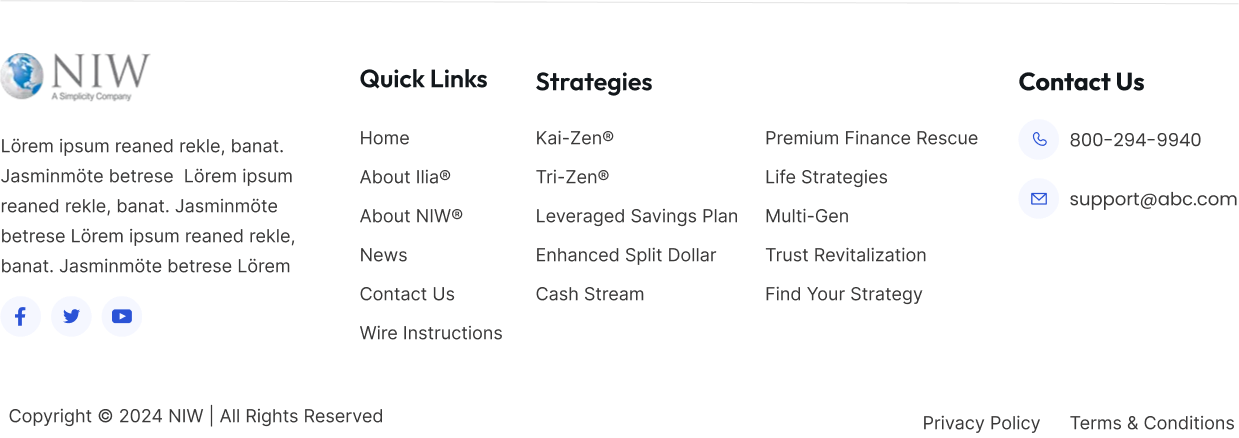 NIW
A Simplicity Company
Lörem ipsum reaned rekle, banat.
Jasminmöte betrese Lörem ipsum
reaned rekle, banat. Jasminmöte
betrese Lörem ipsum reaned rekle,
banat. Jasminmöte betrese Lörem
Quick Links
Home
About Ilia®
About NIW®
News
Contact Us
Wire Instructions
Strategies
Kai-Zen®
Tri-Zen®
Leveraged Savings Plan
Enhanced Split Dollar
Cash Stream
Premium Finance Rescue
Life Strategies
Multi-Gen
Trust Revitalization
Find Your Strategy
Contact Us
800-294-9940
support@abc.com
Copyright © 2024 NIW | All Rights Reserved
Privacy Policy
Terms & Conditions